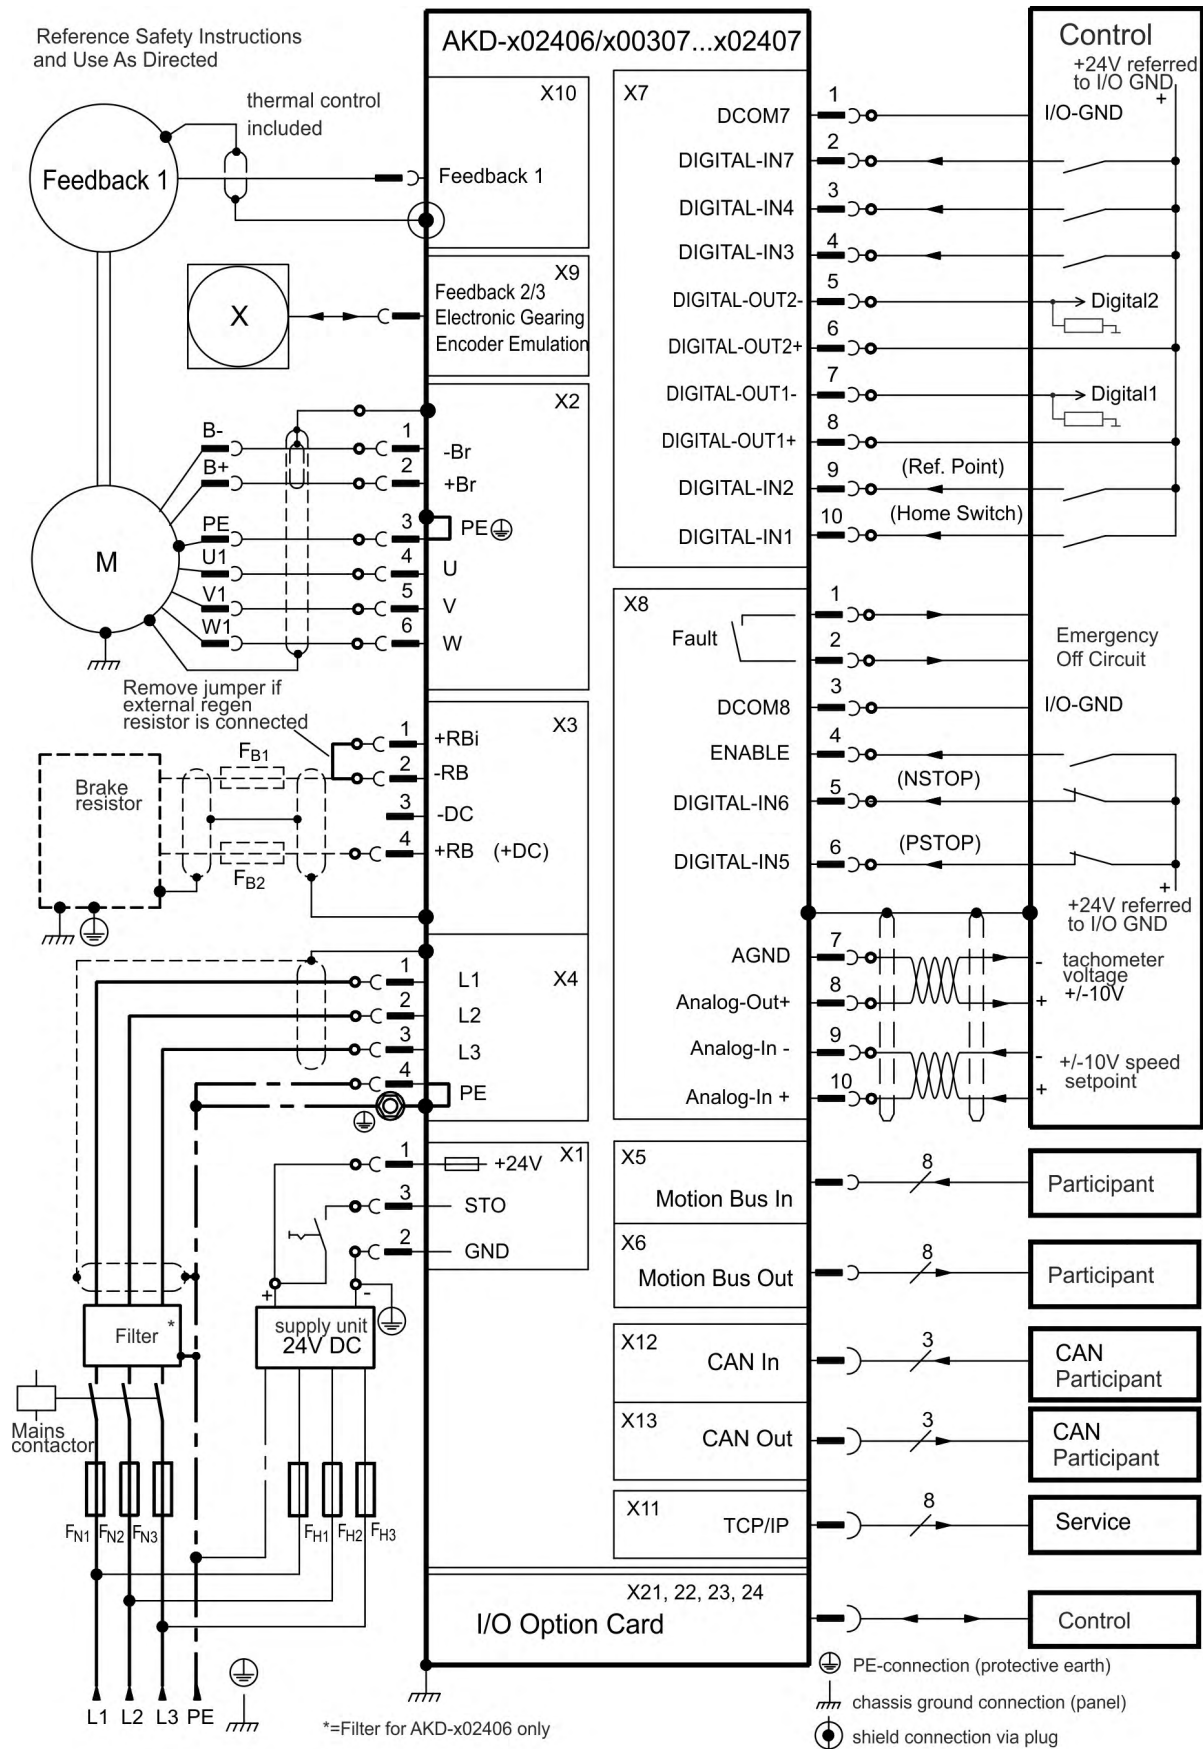 Reference Safety Instructions
and Use As Directed
AKD-x02406/x00307...x02407
Control
+24V referred
to I/O GND
+
thermal control
included
Feedback 1
X10
Feedback 1
X
X9
Feedback 2/3
Electronic Gearing
Encoder Emulation
X2
B-
1
-Br
B+
2
+Br
PE
3
PE
M
U1
4
U
V1
5
V
W1
6
W
Remove jumper if
external regen
resistor is connected
X3
1
+RBi
FB1
2
-RB
Brake
resistor
3
-DC
4
+RB (+DC)
FB2
X4
1
L1
2
L2
3
L3
4
PE
X1
1
+24V
3
STO
2
GND
+
-
supply unit
24V DC
Filter *
Mains
contactor
FN1
FN2
FN3
FH1
FH2
FH3
L1 L2 L3 PE
*=Filter for AKD-x02406 only
X7
DCOM7
1
I/O-GND
DIGITAL-IN7
2
DIGITAL-IN4
3
DIGITAL-IN3
4
DIGITAL-OUT2-
5
Digital2
DIGITAL-OUT2+
6
DIGITAL-OUT1-
7
Digital1
DIGITAL-OUT1+
8
DIGITAL-IN2
9
(Ref. Point)
DIGITAL-IN1
10
(Home Switch)
X8
Fault
1
2
Emergency
Off Circuit
DCOM8
3
I/O-GND
ENABLE
4
DIGITAL-IN6
5
(NSTOP)
DIGITAL-IN5
6
(PSTOP)
+
+24V referred
to I/O GND
AGND
7
-
tachometer
voltage
+/-10V
Analog-Out+
8
+
Analog-In -
9
-
+/-10V speed
setpoint
Analog-In +
10
+
X5
Motion Bus In
8
Participant
X6
Motion Bus Out
8
Participant
X12
CAN In
3
CAN
Participant
X13
CAN Out
3
CAN
Participant
X11
TCP/IP
8
Service
X21, 22, 23, 24
I/O Option Card
Control
PE-connection (protective earth)
chassis ground connection (panel)
shield connection via plug